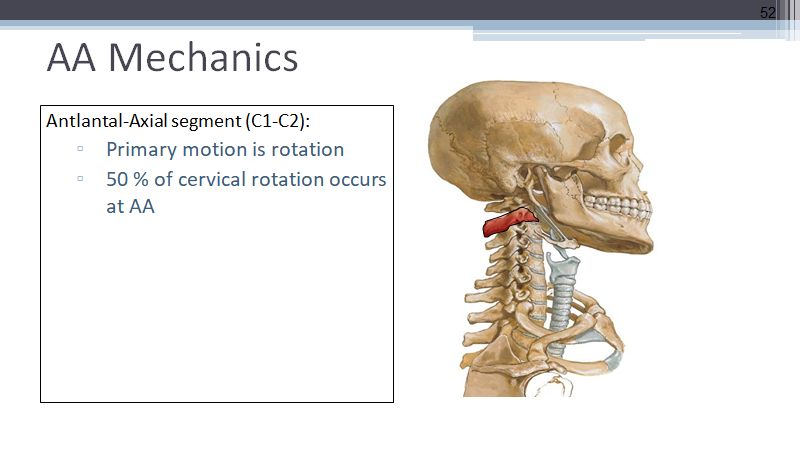 52
AA Mechanics
Antlantal-Axial segment (C1-C2):
▫ Primary motion is rotation
▫ 50 % of cervical rotation occurs
at AA